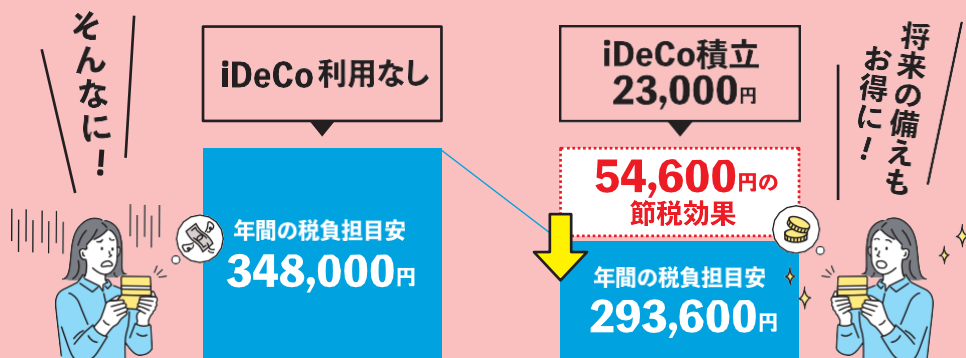 そんなに！
iDeCo利用なし
年間の税負担目安
348,000円
iDeCo積立
23,000円
54,600円の
節税効果
年間の税負担目安
293,600円
将来の備えも
お得に！